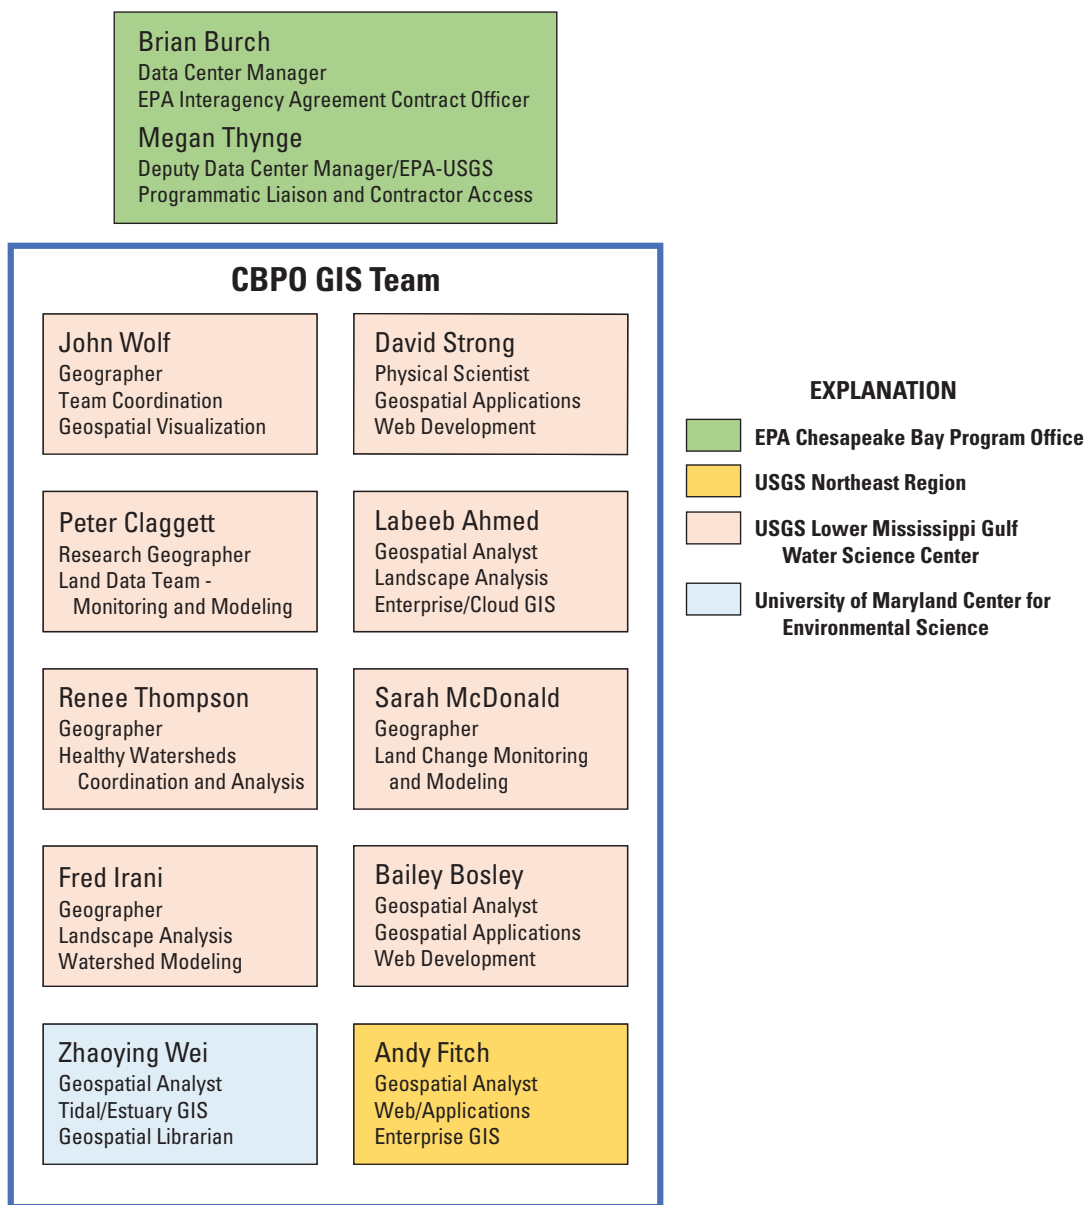 Brian Burch
Data Center Manager
EPA Interagency Agreement Contract Officer
Megan Thynge
Deputy Data Center Manager/EPA-USGS
Programmatic Liaison and Contractor Access
CBPO GIS Team
John Wolf
Geographer
Team Coordination
Geospatial Visualization
David Strong
Physical Scientist
Geospatial Applications
Web Development
Peter Claggett
Research Geographer
Land Data Team -
Monitoring and Modeling
Labeeb Ahmed
Geospatial Analyst
Landscape Analysis
Enterprise/Cloud GIS
Renee Thompson
Geographer
Healthy Watersheds
Coordination and Analysis
Sarah McDonald
Geographer
Land Change Monitoring
and Modeling
Fred Irani
Geographer
Landscape Analysis
Watershed Modeling
Bailey Bosley
Geospatial Analyst
Geospatial Applications
Web Development
Zhaoying Wei
Geospatial Analyst
Tidal/Estuary GIS
Geospatial Librarian
Andy Fitch
Geospatial Analyst
Web/Applications
Enterprise GIS
EXPLANATION
EPA Chesapeake Bay Program Office
USGS Northeast Region
USGS Lower Mississippi Gulf
Water Science Center
University of Maryland Center for
Environmental Science